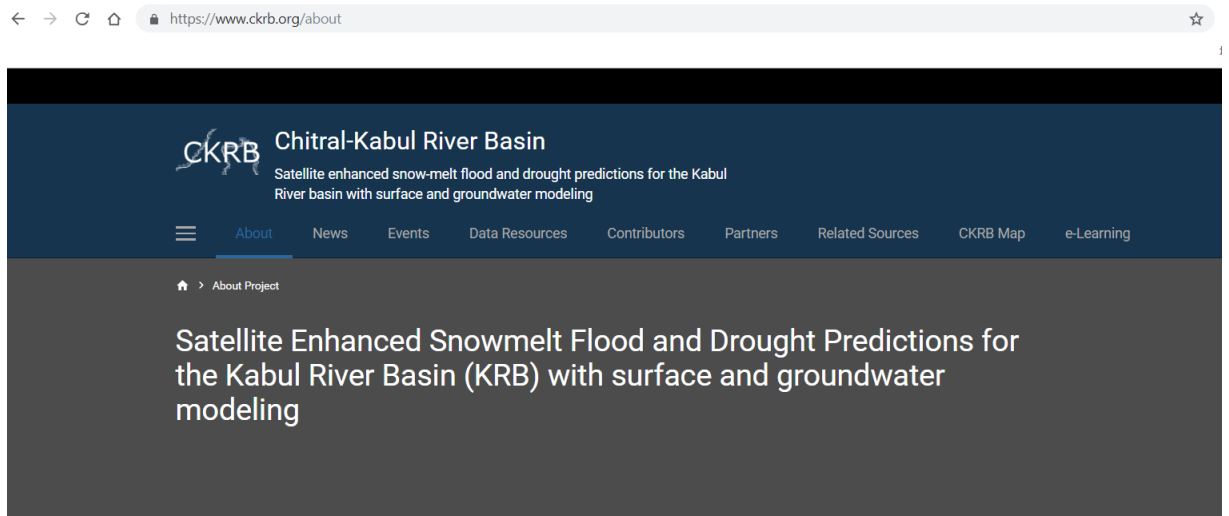 https://www.ckrb.org/about
CKRB
Chitral-Kabul River Basin
Satellite enhanced snow-melt flood and drought predictions for the Kabul
River basin with surface and groundwater modeling
About News Events Data Resources Contributors Partners Related Sources CKRB Map e-Learning
About Project
Satellite Enhanced Snowmelt Flood and Drought Predictions for
the Kabul River Basin (KRB) with surface and groundwater
modeling